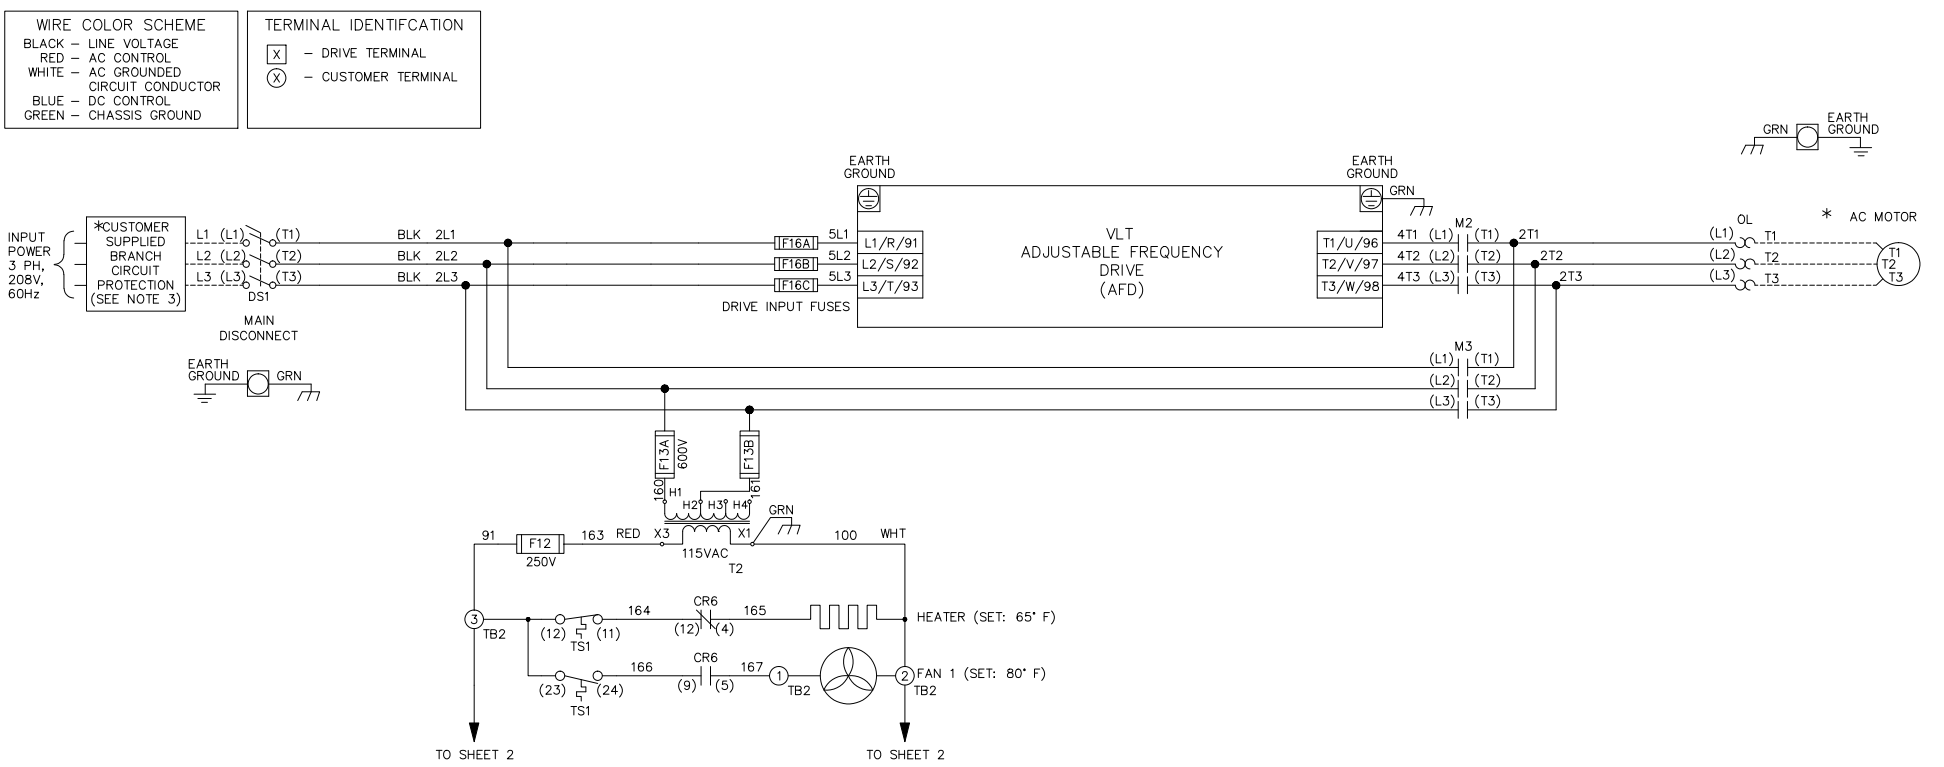 WIRE COLOR SCHEME
BLACK – LINE VOLTAGE
RED – AC CONTROL
WHITE – AC GROUNDED
CIRCUIT CONDUCTOR
BLUE – DC CONTROL
GREEN – CHASSIS GROUND
TERMINAL IDENTIFCATION
X – DRIVE TERMINAL
X – CUSTOMER TERMINAL
INPUT
POWER
3 PH,
208V,
60Hz
*CUSTOMER
SUPPLIED
BRANCH
CIRCUIT
PROTECTION
(SEE NOTE 3)
L1 (L1) (T1) BLK 2L1
L2 (L2) (T2) BLK 2L2
L3 (L3) (T3) BLK 2L3
DS1
MAIN
DISCONNECT
EARTH
GROUND
GRN
F16A 5L1
F16B 5L2
F16C 5L3
DRIVE INPUT FUSES
EARTH
GROUND
L1/R/91
L2/S/92
L3/T/93
VLT
ADJUSTABLE FREQUENCY
DRIVE
(AFD)
EARTH
GROUND
GRN
T1/U/96
T2/V/97
T3/W/98
M2
4T1 (L1) (T1) 2T1
4T2 (L2) (T2) 2T2
4T3 (L3) (T3) 2T3
M3
(L1) (T1)
(L2) (T2)
(L3) (T3)
GRN
EARTH
GROUND
OL
* AC MOTOR
(L1) T1
(L2) T2
(L3) T3
T1
T2
T3
F13A
600V
F13B
160
161
H1
H2
H3
H4
GRN
91
F12
250V
163
RED
X3
X1
115VAC
T2
100
WHT
3
TB2
(12) (11)
TS1
164
CR6
(12) (4)
165
HEATER (SET: 65° F)
(23) (24)
TS1
166
CR6
(9) (5)
167
1
TB2
2
TB2
FAN 1 (SET: 80° F)
TO SHEET 2
TO SHEET 2